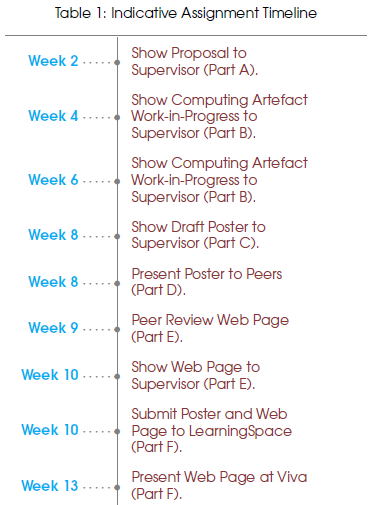 Table 1: Indicative Assignment Timeline
Week 2
Show Proposal to
Supervisor (Part A).
Week 4
Show Computing Artefact
Work-in-Progress to
Supervisor (Part B).
Week 6
Show Computing Artefact
Work-in-Progress to
Supervisor (Part B).
Week 8
Show Draft Poster to
Supervisor (Part C).
Week 8
Present Poster to Peers
(Part D).
Week 9
Peer Review Web Page
(Part E).
Week 10
Show Web Page to
Supervisor (Part E).
Week 10
Submit Poster and Web
Page to LearningSpace
(Part F).
Week 13
Present Web Page at Viva
(Part F).